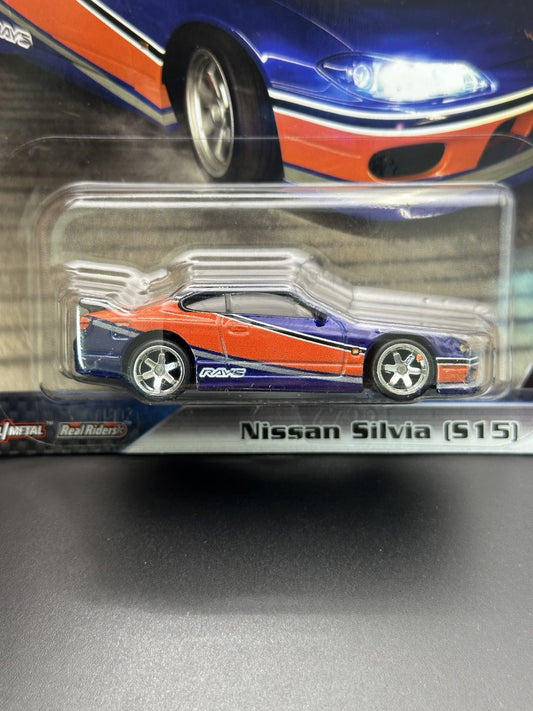 RAYS
RAYS
/METAL
Real Riders
Nissan Silvia (S15)